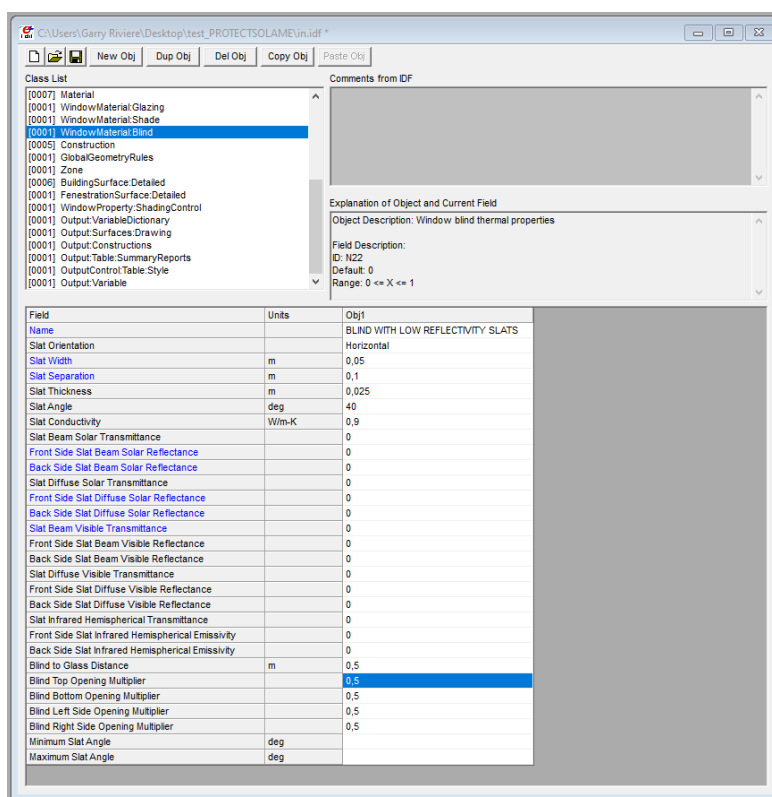 C:\Users\Garry Riviere\Desktop\test_PROTECTSOLAME\in.idf *
New Obj Dup Obj Del Obj Copy Obj Paste Obj
Class List
[0007] Material
[0001] WindowMaterial:Glazing
[0001] WindowMaterial:Shade
[0001] WindowMaterial:Blind
[0005] Construction
[0001] GlobalGeometryRules
[0001] Zone
[0006] BuildingSurface:Detailed
[0001] FenestrationSurface:Detailed
[0001] WindowProperty:ShadingControl
[0001] Output:VariableDictionary
[0001] Output:Surfaces:Drawing
[0001] Output:Constructions
[0001] Output:Table:SummaryReports
[0001] OutputControl:Table:Style
[0001] Output:Variable
Comments from IDF
Explanation of Object and Current Field
Object Description: Window blind thermal properties
Field Description:
ID: N22
Default: 0
Range: 0 <= X <= 1
Field Units Obj1
Name BLIND WITH LOW REFLECTIVITY SLATS
Slat Orientation Horizontal
Slat Width m 0,05
Slat Separation m 0,1
Slat Thickness m 0,025
Slat Angle deg 40
Slat Conductivity W/m-K 0,9
Slat Beam Solar Transmittance 0
Front Side Slat Beam Solar Reflectance 0
Back Side Slat Beam Solar Reflectance 0
Slat Diffuse Solar Transmittance 0
Front Side Slat Diffuse Solar Reflectance 0
Back Side Slat Diffuse Solar Reflectance 0
Slat Beam Visible Transmittance 0
Front Side Slat Beam Visible Reflectance 0
Back Side Slat Beam Visible Reflectance 0
Slat Diffuse Visible Transmittance 0
Front Side Slat Diffuse Visible Reflectance 0
Back Side Slat Diffuse Visible Reflectance 0
Slat Infrared Hemispherical Transmittance 0
Front Side Slat Infrared Hemispherical Emissivity 0
Back Side Slat Infrared Hemispherical Emissivity 0
Blind to Glass Distance m 0,5
Blind Top Opening Multiplier 0,5
Blind Bottom Opening Multiplier 0,5
Blind Left Side Opening Multiplier 0,5
Blind Right Side Opening Multiplier 0,5
Minimum Slat Angle deg
Maximum Slat Angle deg